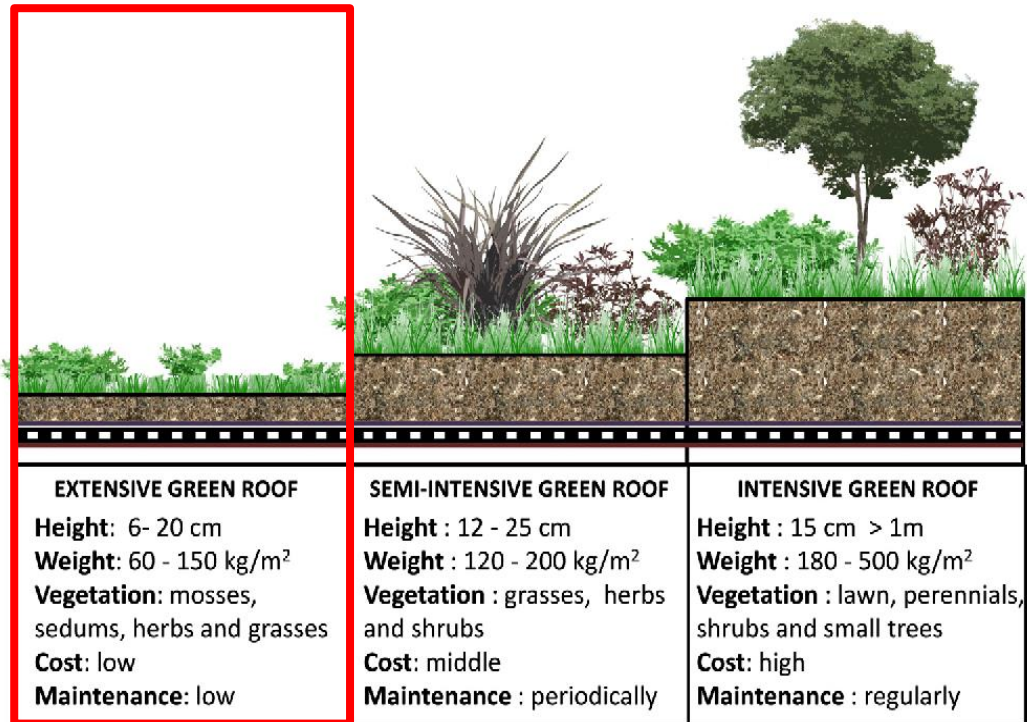 EXTENSIVE GREEN ROOF
Height: 6- 20 cm
Weight: 60 - 150 kg/m²
Vegetation: mosses,
sedums, herbs and grasses
Cost: low
Maintenance: low
SEMI-INTENSIVE GREEN ROOF
Height : 12 - 25 cm
Weight : 120 - 200 kg/m²
Vegetation : grasses, herbs
and shrubs
Cost: middle
Maintenance : periodically
INTENSIVE GREEN ROOF
Height : 15 cm > 1m
Weight : 180 - 500 kg/m²
Vegetation : lawn, perennials,
shrubs and small trees
Cost: high
Maintenance : regularly